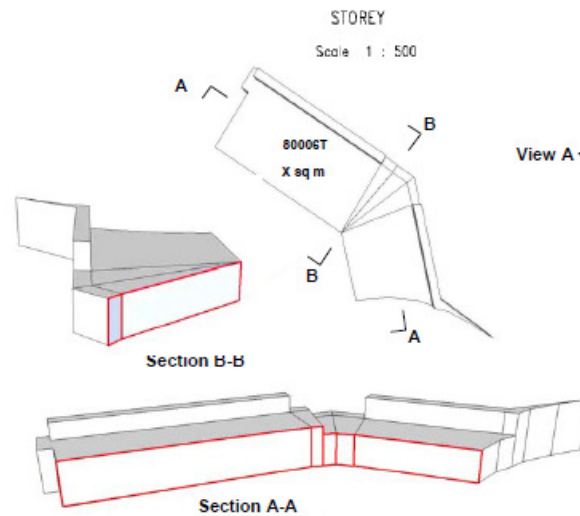 STOREY
Scale 1 : 500
A
B
80006T
X sq m
View A
B
A
Section B-B
Section A-A